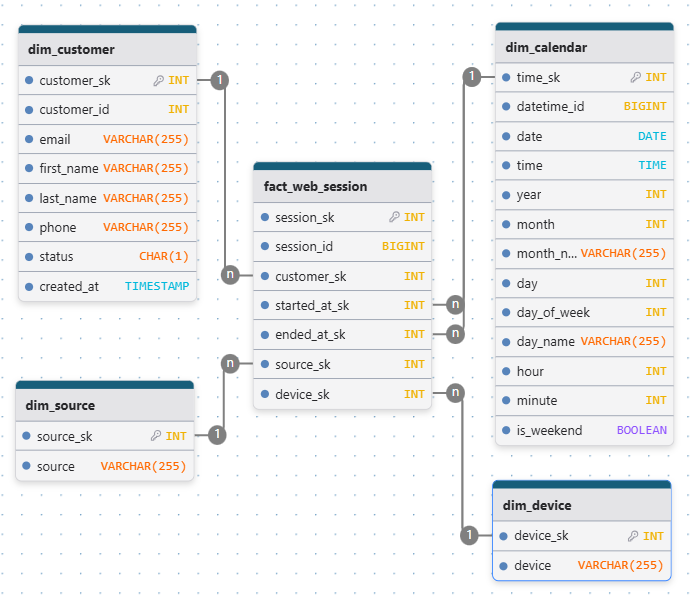 dim_customer
customer_sk INT
customer_id INT
email VARCHAR(255)
first_name VARCHAR(255)
last_name VARCHAR(255)
phone VARCHAR(255)
status CHAR(1)
created_at TIMESTAMP
1
n
dim_source
source_sk INT
source VARCHAR(255)
1
n
fact_web_session
session_sk INT
session_id BIGINT
customer_sk INT
started_at_sk INT
ended_at_sk INT
source_sk INT
device_sk INT
n
n
n
1
1
dim_calendar
time_sk INT
datetime_id BIGINT
date DATE
time TIME
year INT
month INT
month_n... VARCHAR(255)
day INT
day_of_week INT
day_name VARCHAR(255)
hour INT
minute INT
is_weekend BOOLEAN
dim_device
device_sk INT
device VARCHAR(255)